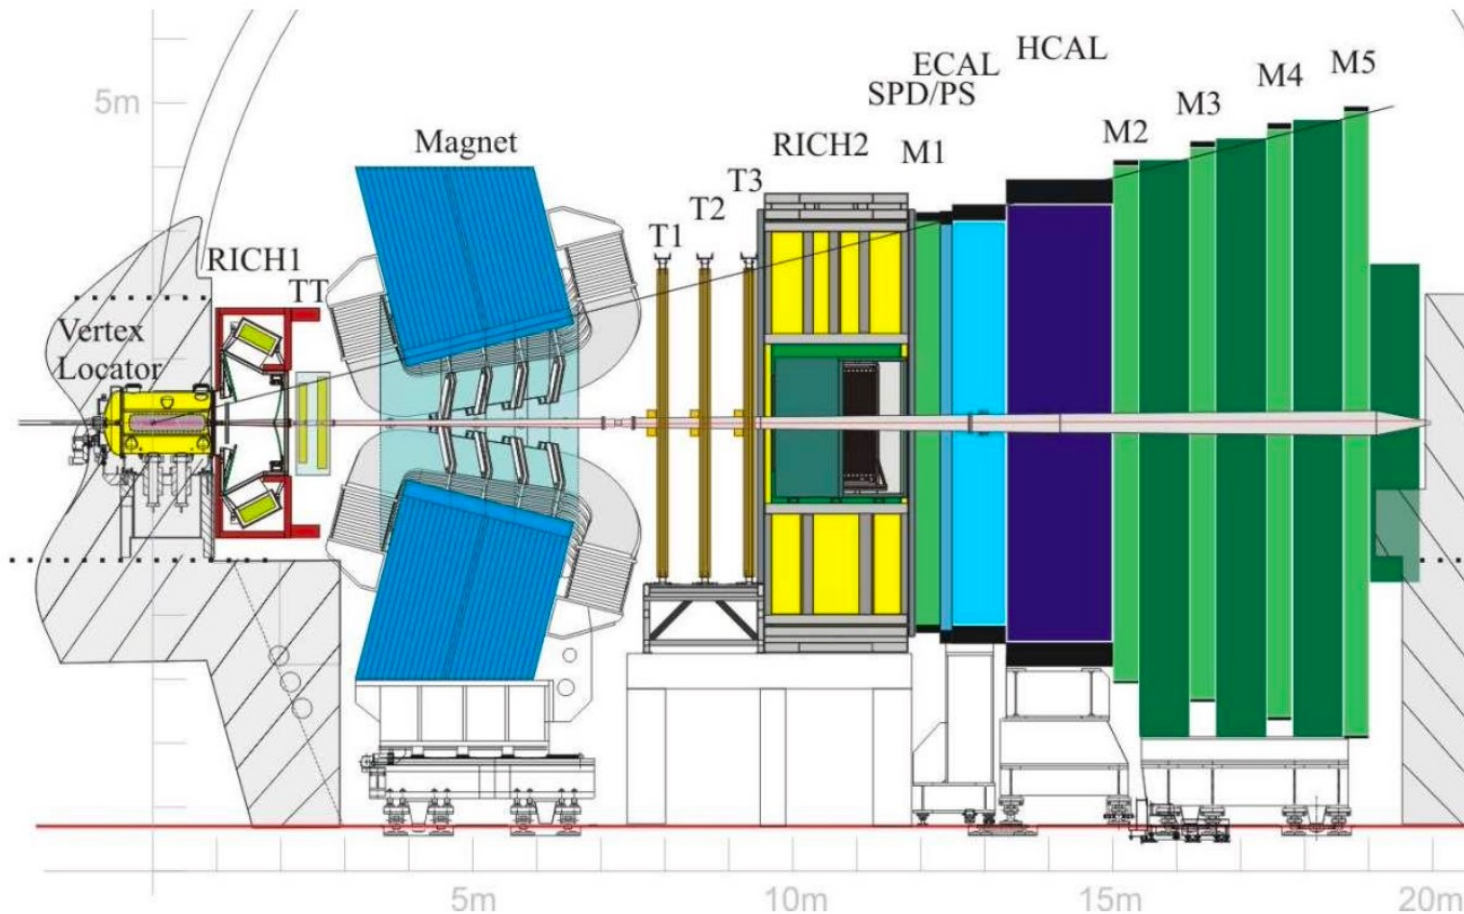 HCAL
ECAL
SPD/PS
M5
M4
M3
M2
M1
5m
Magnet
RICH2
T3
T2
T1
RICH1
TT
Vertex
Locator
5m
10m
15m
20m